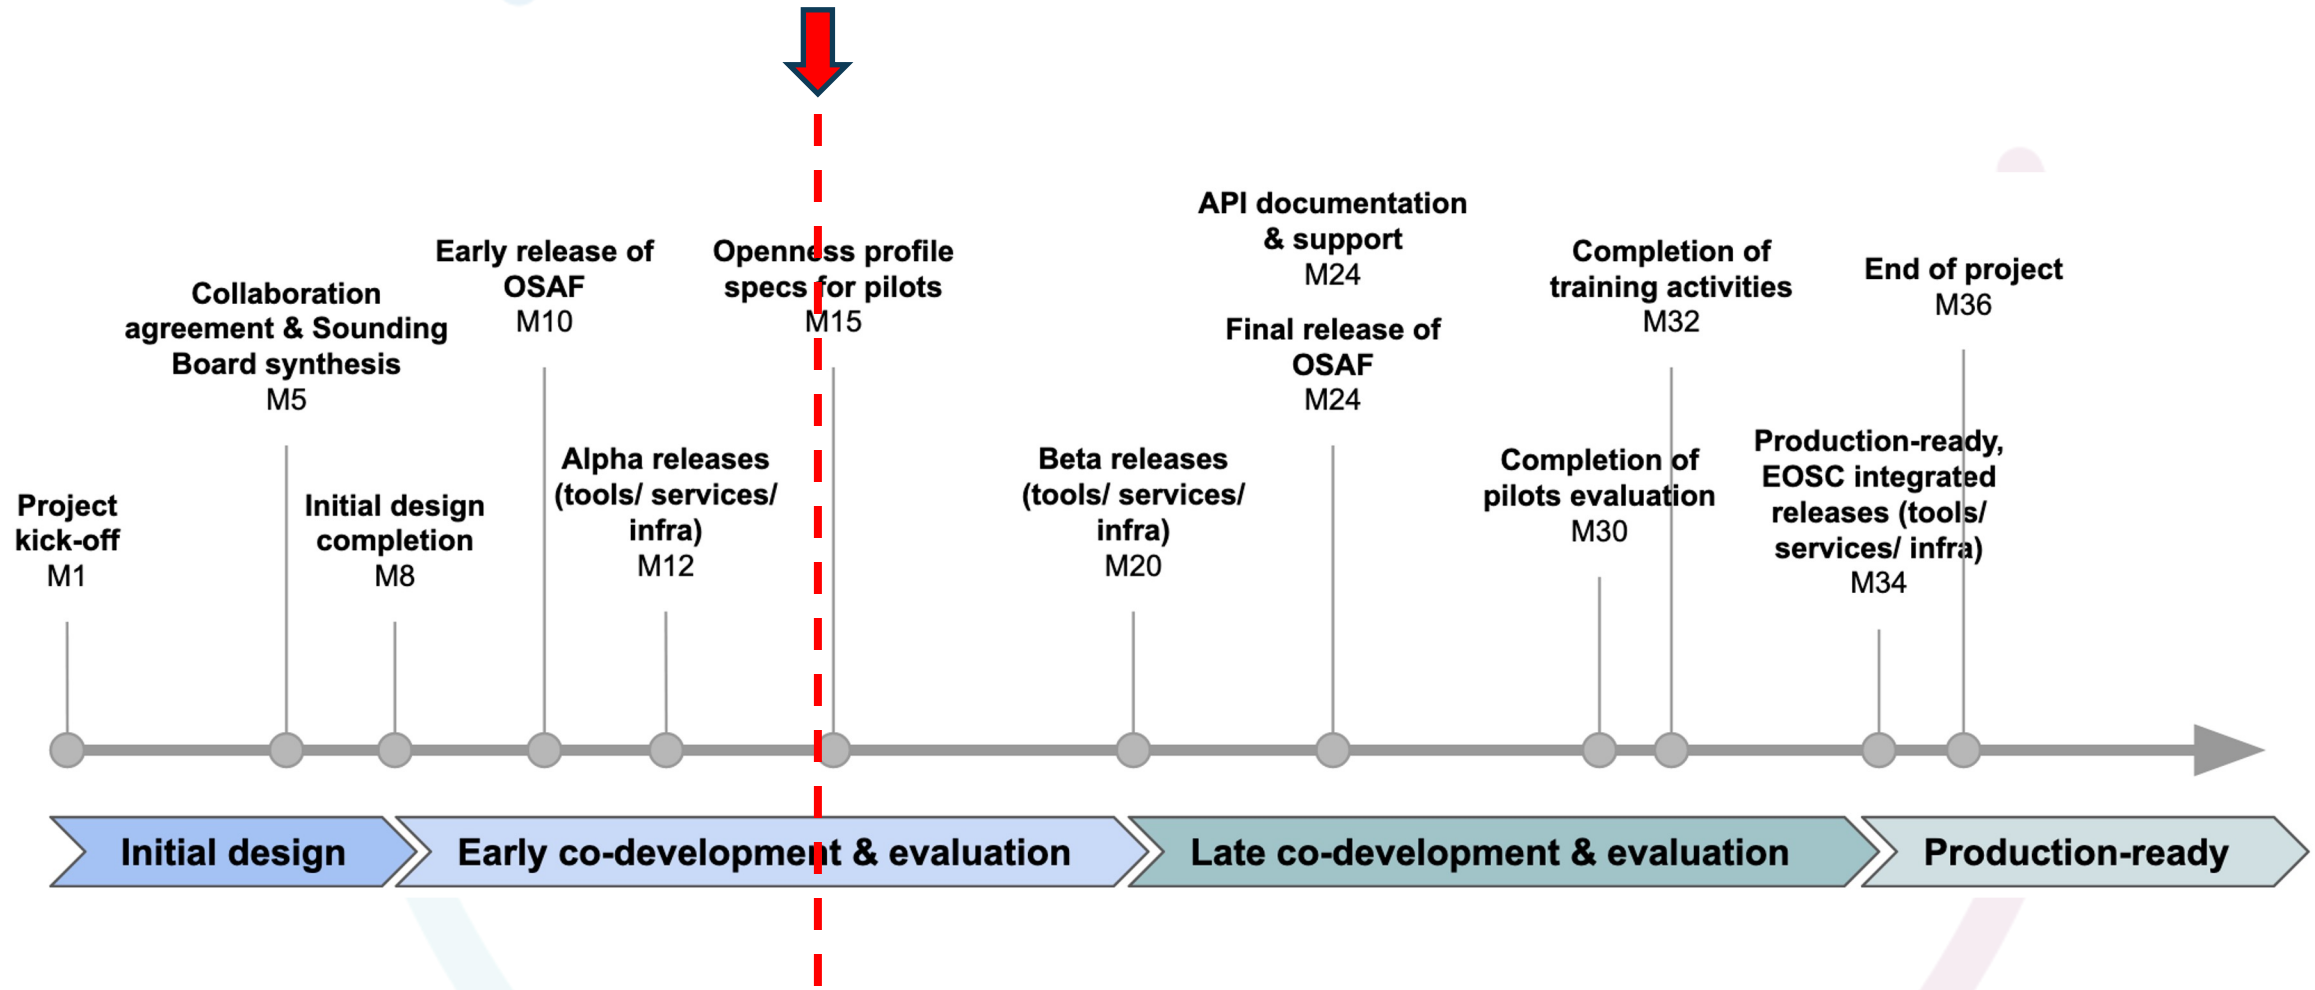 Project
kick-off
M1
Collaboration
agreement & Sounding
Board synthesis
M5
Initial design
completion
M8
Early release of
OSAF
M10
Alpha releases
(tools/ services/
infra)
M12
Openness profile
specs for pilots
M15
Beta releases
(tools/ services/
infra)
M20
API documentation
& support
M24
Final release of
OSAF
M24
Completion of
pilots evaluation
M30
Completion of
training activities
M32
Production-ready,
EOSC integrated
releases (tools/
services/ infra)
M34
End of project
M36
Initial design
Early co-development & evaluation
Late co-development & evaluation
Production-ready